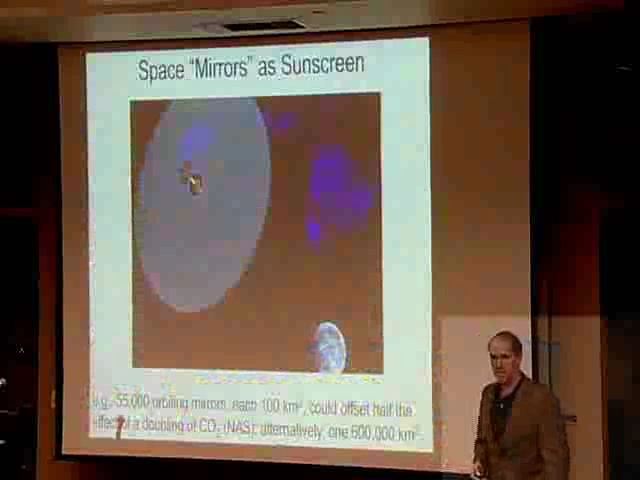 Space “Mirrors” as Sunscreen
e.g., 55,000 orbiting mirrors, each 100 km², could offset half the
effect of a doubling of CO₂ (NAS); alternatively, one 600,000 km²